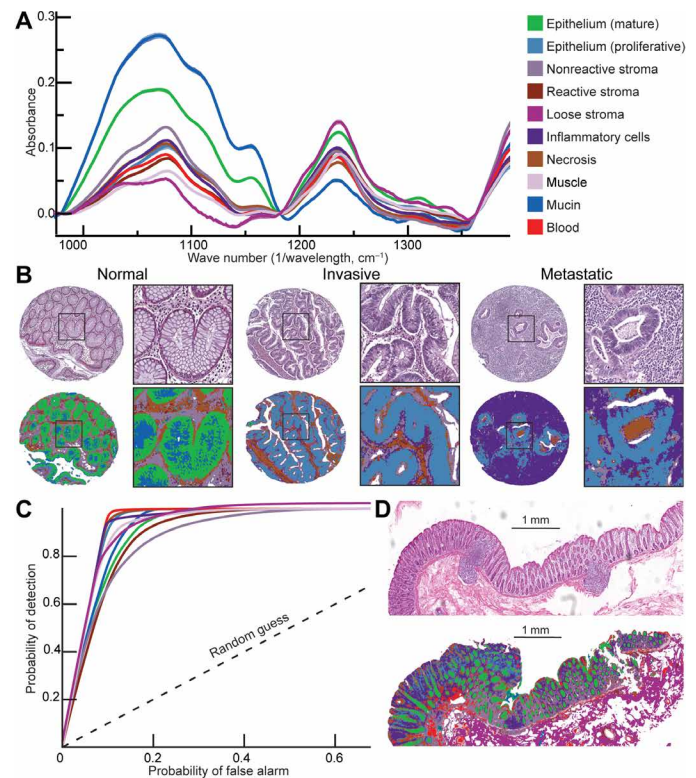 A
0.3
0.2
0.1
0.0
Absorbance
1000
1100
1200
1300
Wave number (1/wavelength, cm⁻¹)
Epithelium (mature)
Epithelium (proliferative)
Nonreactive stroma
Reactive stroma
Loose stroma
Inflammatory cells
Necrosis
Muscle
Mucin
Blood
B
Normal
Invasive
Metastatic
C
0.8
0.6
0.4
0.2
Probability of detection
Random guess
0
0.2
0.4
0.6
Probability of false alarm
D
1 mm
1 mm